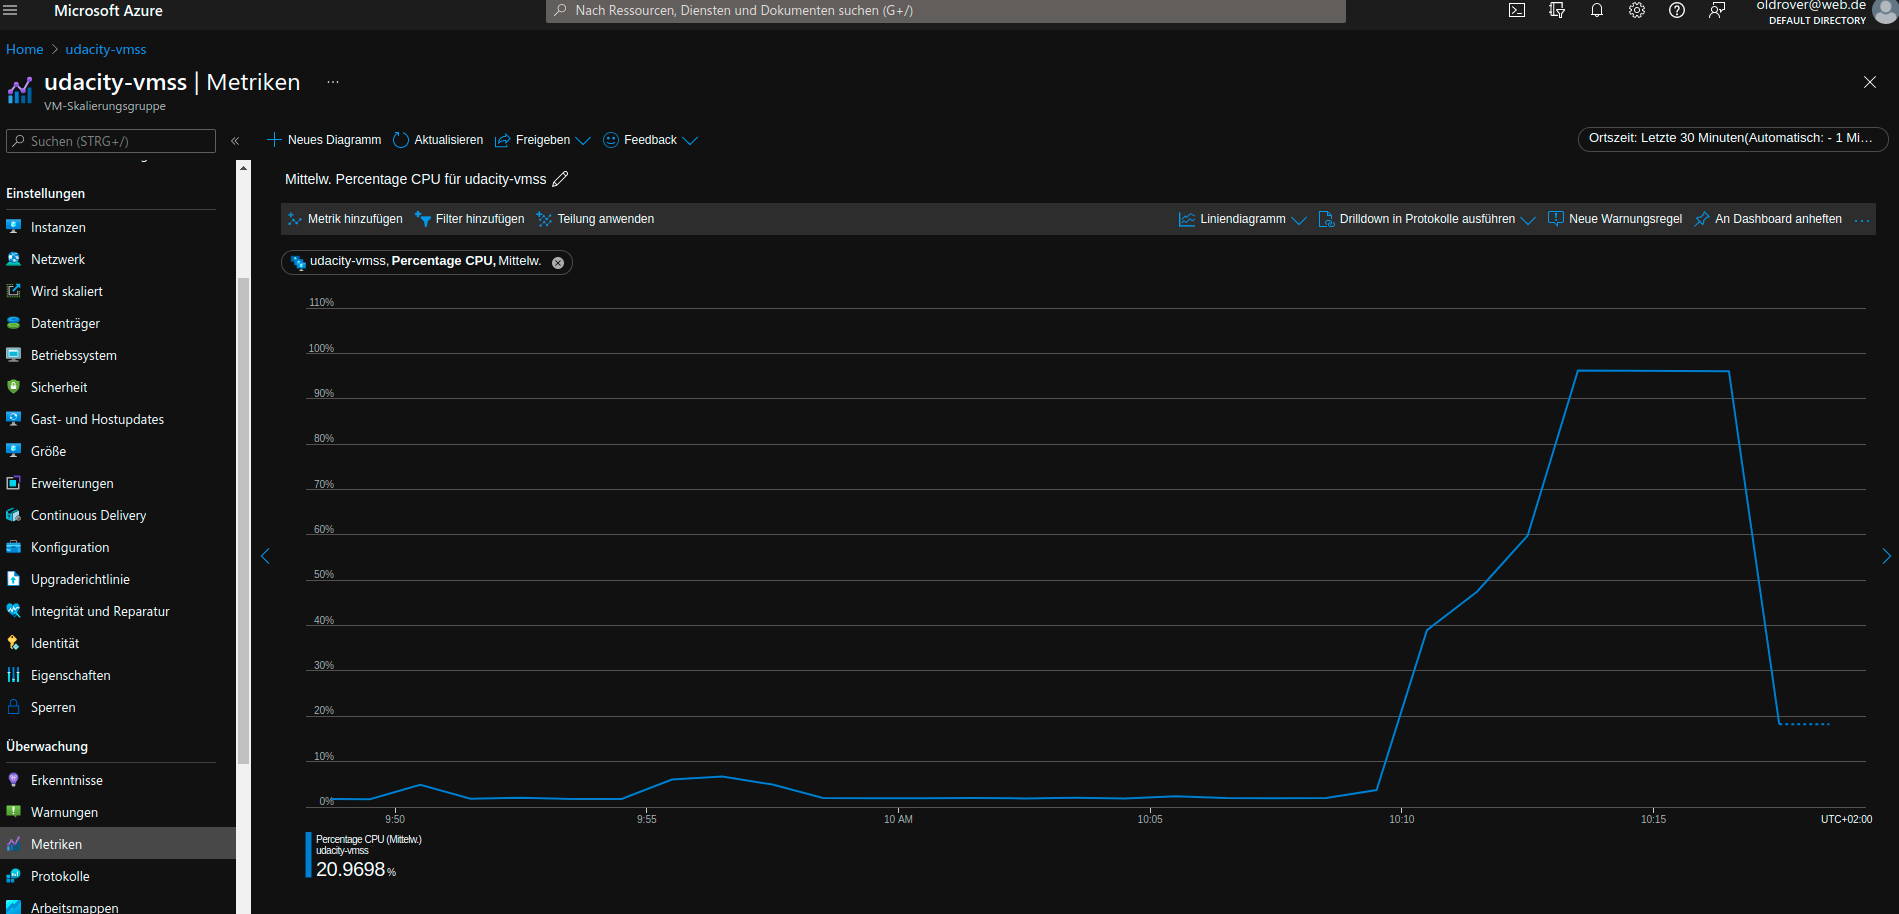 Microsoft Azure
Nach Ressourcen, Diensten und Dokumenten suchen (G+/)
oldrover@web.de
DEFAULT DIRECTORY
Home > udacity-vmss
udacity-vmss | Metriken ...
VM-Skalierungsgruppe
Suchen (STRG+/)
«
Neues Diagramm
Aktualisieren
Freigeben
Feedback
Ortszeit: Letzte 30 Minuten(Automatisch: - 1 Mi...
Einstellungen
Instanzen
Netzwerk
Wird skaliert
Datenträger
Betriebssystem
Sicherheit
Gast- und Hostupdates
Größe
Erweiterungen
Continuous Delivery
Konfiguration
Upgraderichtlinie
Integrität und Reparatur
Identität
Eigenschaften
Sperren
Überwachung
Erkenntnisse
Warnungen
Metriken
Protokolle
Arbeitsmappen
Mittelw. Percentage CPU für udacity-vmss
Metrik hinzufügen
Filter hinzufügen
Teilung anwenden
Liniendiagramm
Drilldown in Protokolle ausführen
Neue Warnungsregel
An Dashboard anheften
...
udacity-vmss, Percentage CPU, Mittelw.
110%
100%
90%
80%
70%
60%
50%
40%
30%
20%
10%
0%
9:50
9:55
10 AM
10:05
10:10
10:15
UTC+02:00
Percentage CPU (Mittelw.)
udacity-vmss
20.9698 %